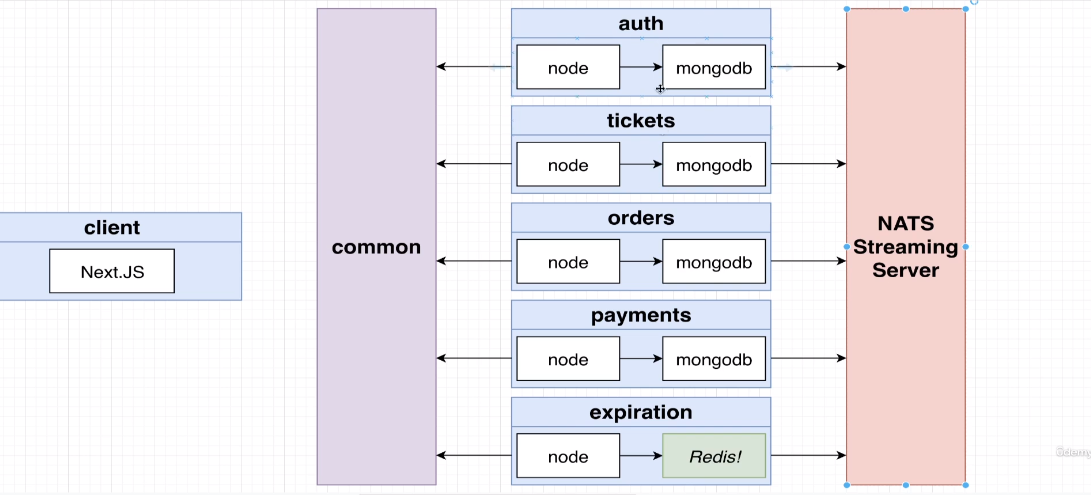 auth
node
mongodb
tickets
node
mongodb
client
Next.JS
common
orders
node
mongodb
NATS
Streaming
Server
payments
node
mongodb
expiration
node
Redis!
ûdemy